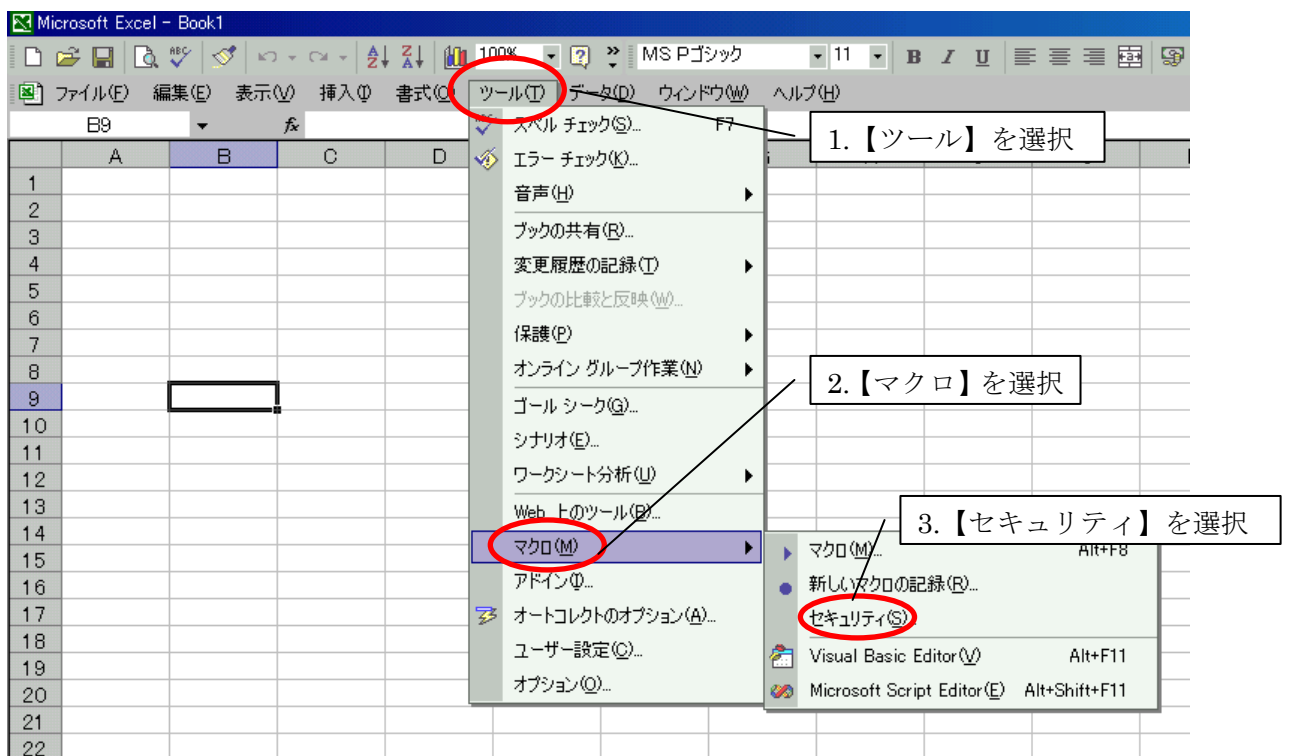 Microsoft Excel - Book1
100% MS Pゴシック 11 B I U
ファイル(F) 編集(E) 表示(V) 挿入(I) 書式(O) ツール(T) データ(D) ウィンドウ(W) ヘルプ(H)
B9 fx
1.【ツール】を選択
A B C D
スペル チェック(S)... F7
エラー チェック(K)...
音声(H)
ブックの共有(R)...
変更履歴の記録(T)
ブックの比較と反映(W)...
保護(P)
オンライン グループ作業(N)
2.【マクロ】を選択
ゴール シーク(G)...
シナリオ(E)...
ワークシート分析(U)
Web 上のツール(B)...
マクロ(M)
アドイン(I)...
オートコレクトのオプション(A)...
ユーザー設定(C)...
オプション(O)...
3.【セキュリティ】を選択
マクロ(M)... Alt+F8
新しいマクロの記録(R)...
セキュリティ(S)...
Visual Basic Editor(V) Alt+F11
Microsoft Script Editor(E) Alt+Shift+F11
1
2
3
4
5
6
7
8
9
10
11
12
13
14
15
16
17
18
19
20
21
22